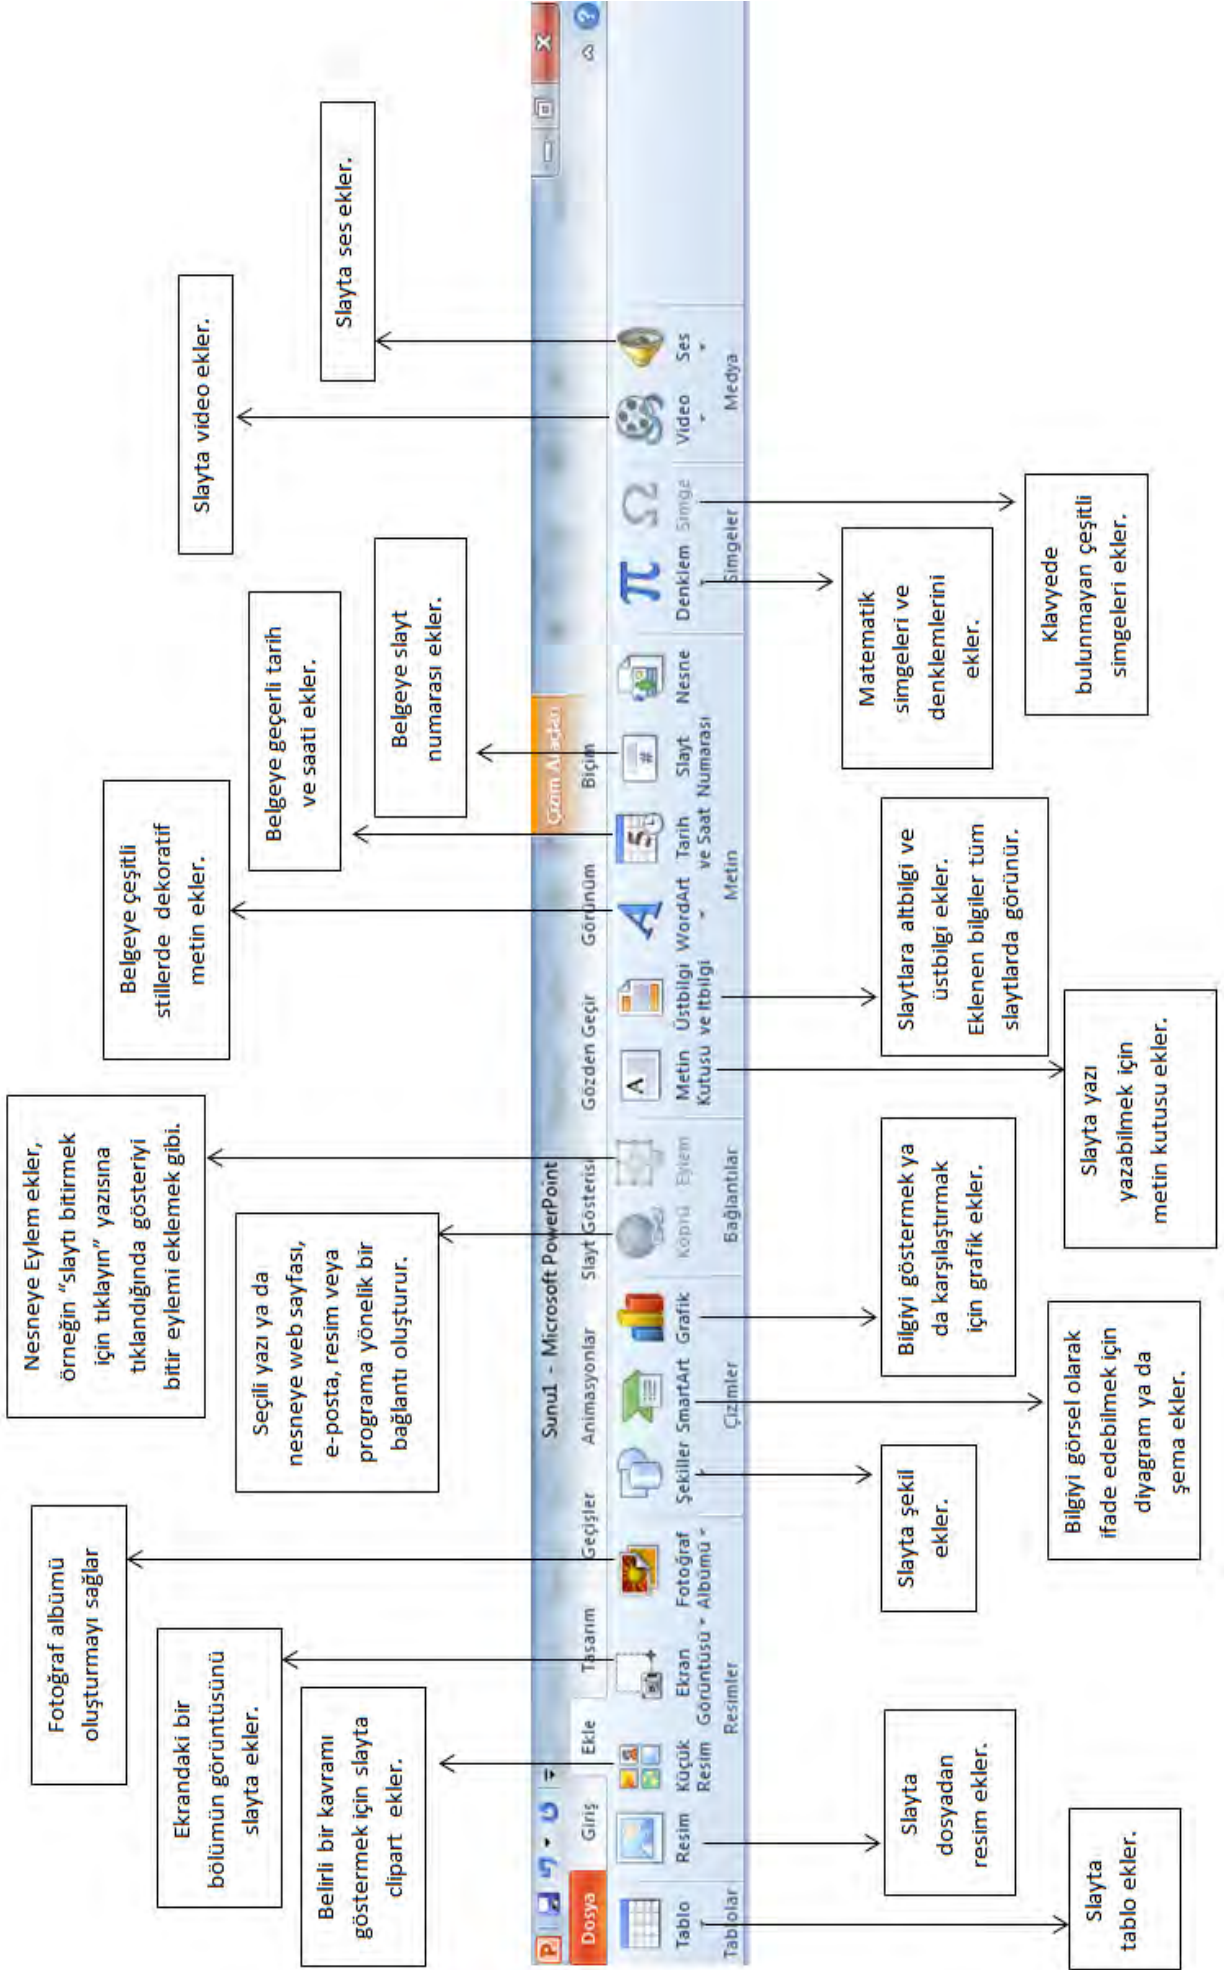 Fotoğraf albümü
oluşturmayı sağlar
Ekrandaki bir
bölümün görüntüsünü
slayta ekler.
Belirli bir kavramı
göstermek için slayta
clipart ekler.
Nesneye Eylem ekler,
örneğin “slaytı bitirmek
için tıklayın” yazısına
tıklandığında gösteriyi
bitir eylemi eklemek gibi.
Seçili yazı ya da
nesneye web sayfası,
e-posta, resim veya
programa yönelik bir
bağlantı oluşturur.
Belgeye çeşitli
stillerde dekoratif
metin ekler.
Belgeye geçerli tarih
ve saati ekler.
Belgeye slayt
numarası ekler.
Slayta video ekler.
Slayta ses ekler.
Sunu1 - Microsoft PowerPoint
Çizim Araçları
Dosya Giriş Ekle Tasarım Geçişler Animasyonlar Slayt Gösterisi Gözden Geçir Görünüm Biçim
Tablo
Resim
Küçük
Resim
Ekran
Görüntüsü
Fotoğraf
Albümü
Şekiller
SmartArt
Grafik
Köprü
Eylem
Metin
Kutusu
Üstbilgi
ve ltbilgi
WordArt
Tarih
ve Saat
Slayt
Numarası
Nesne
Denklem
Simge
Video
Ses
Tablolar Resimler Çizimler Bağlantılar Metin Simgeler Medya
Slayta
tablo ekler.
Slayta
dosyadan
resim ekler.
Slayta şekil
ekler.
Bilgiyi görsel olarak
ifade edebilmek için
diyagram ya da
şema ekler.
Bilgiyi göstermek ya
da karşılaştırmak
için grafik ekler.
Slayta yazı
yazabilmek için
metin kutusu ekler.
Slaytlara altbilgi ve
üstbilgi ekler.
Eklenen bilgiler tüm
slaytlarda görünür.
Matematik
simgeleri ve
denklemlerini
ekler.
Klavyede
bulunmayan çeşitli
simgeleri ekler.